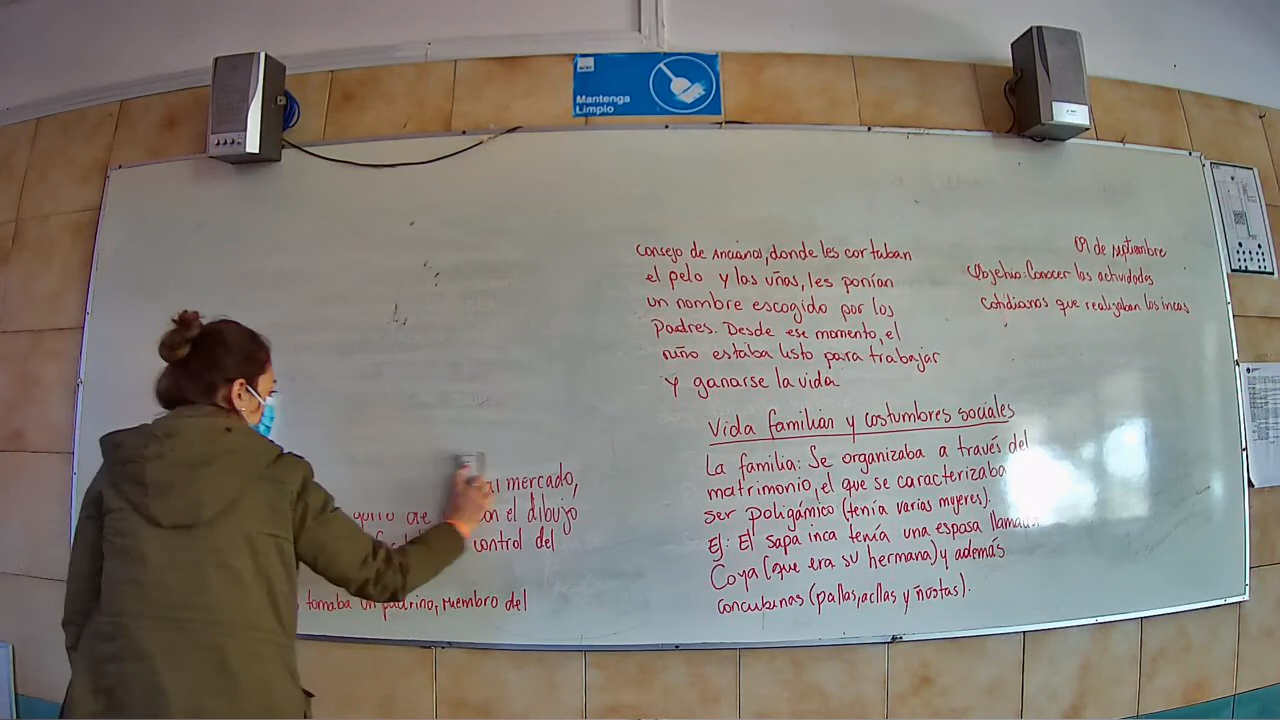 Mantenga
Limpio
al mercado,
con el dibujo
control del
tomaba un padrino, miembro del
consejo de ancianos, donde les cortaban
el pelo y las uñas, les ponían
un nombre escogido por los
padres. Desde ese momento, el
niño estaba listo para trabajar
y ganarse la vida.
Vida familiar y costumbres sociales
La familia: Se organizaba a través del
matrimonio, el que se caracterizaba
ser poligámico (tenía varias mujeres).
Ej: El sapa inca tenía una esposa llamada
Coya (que era su hermana) y además
concubinas (pallas, acllas y ñustas).
09 de septiembre
Objetivo: Conocer las actividades
cotidianas que realizaban los incas